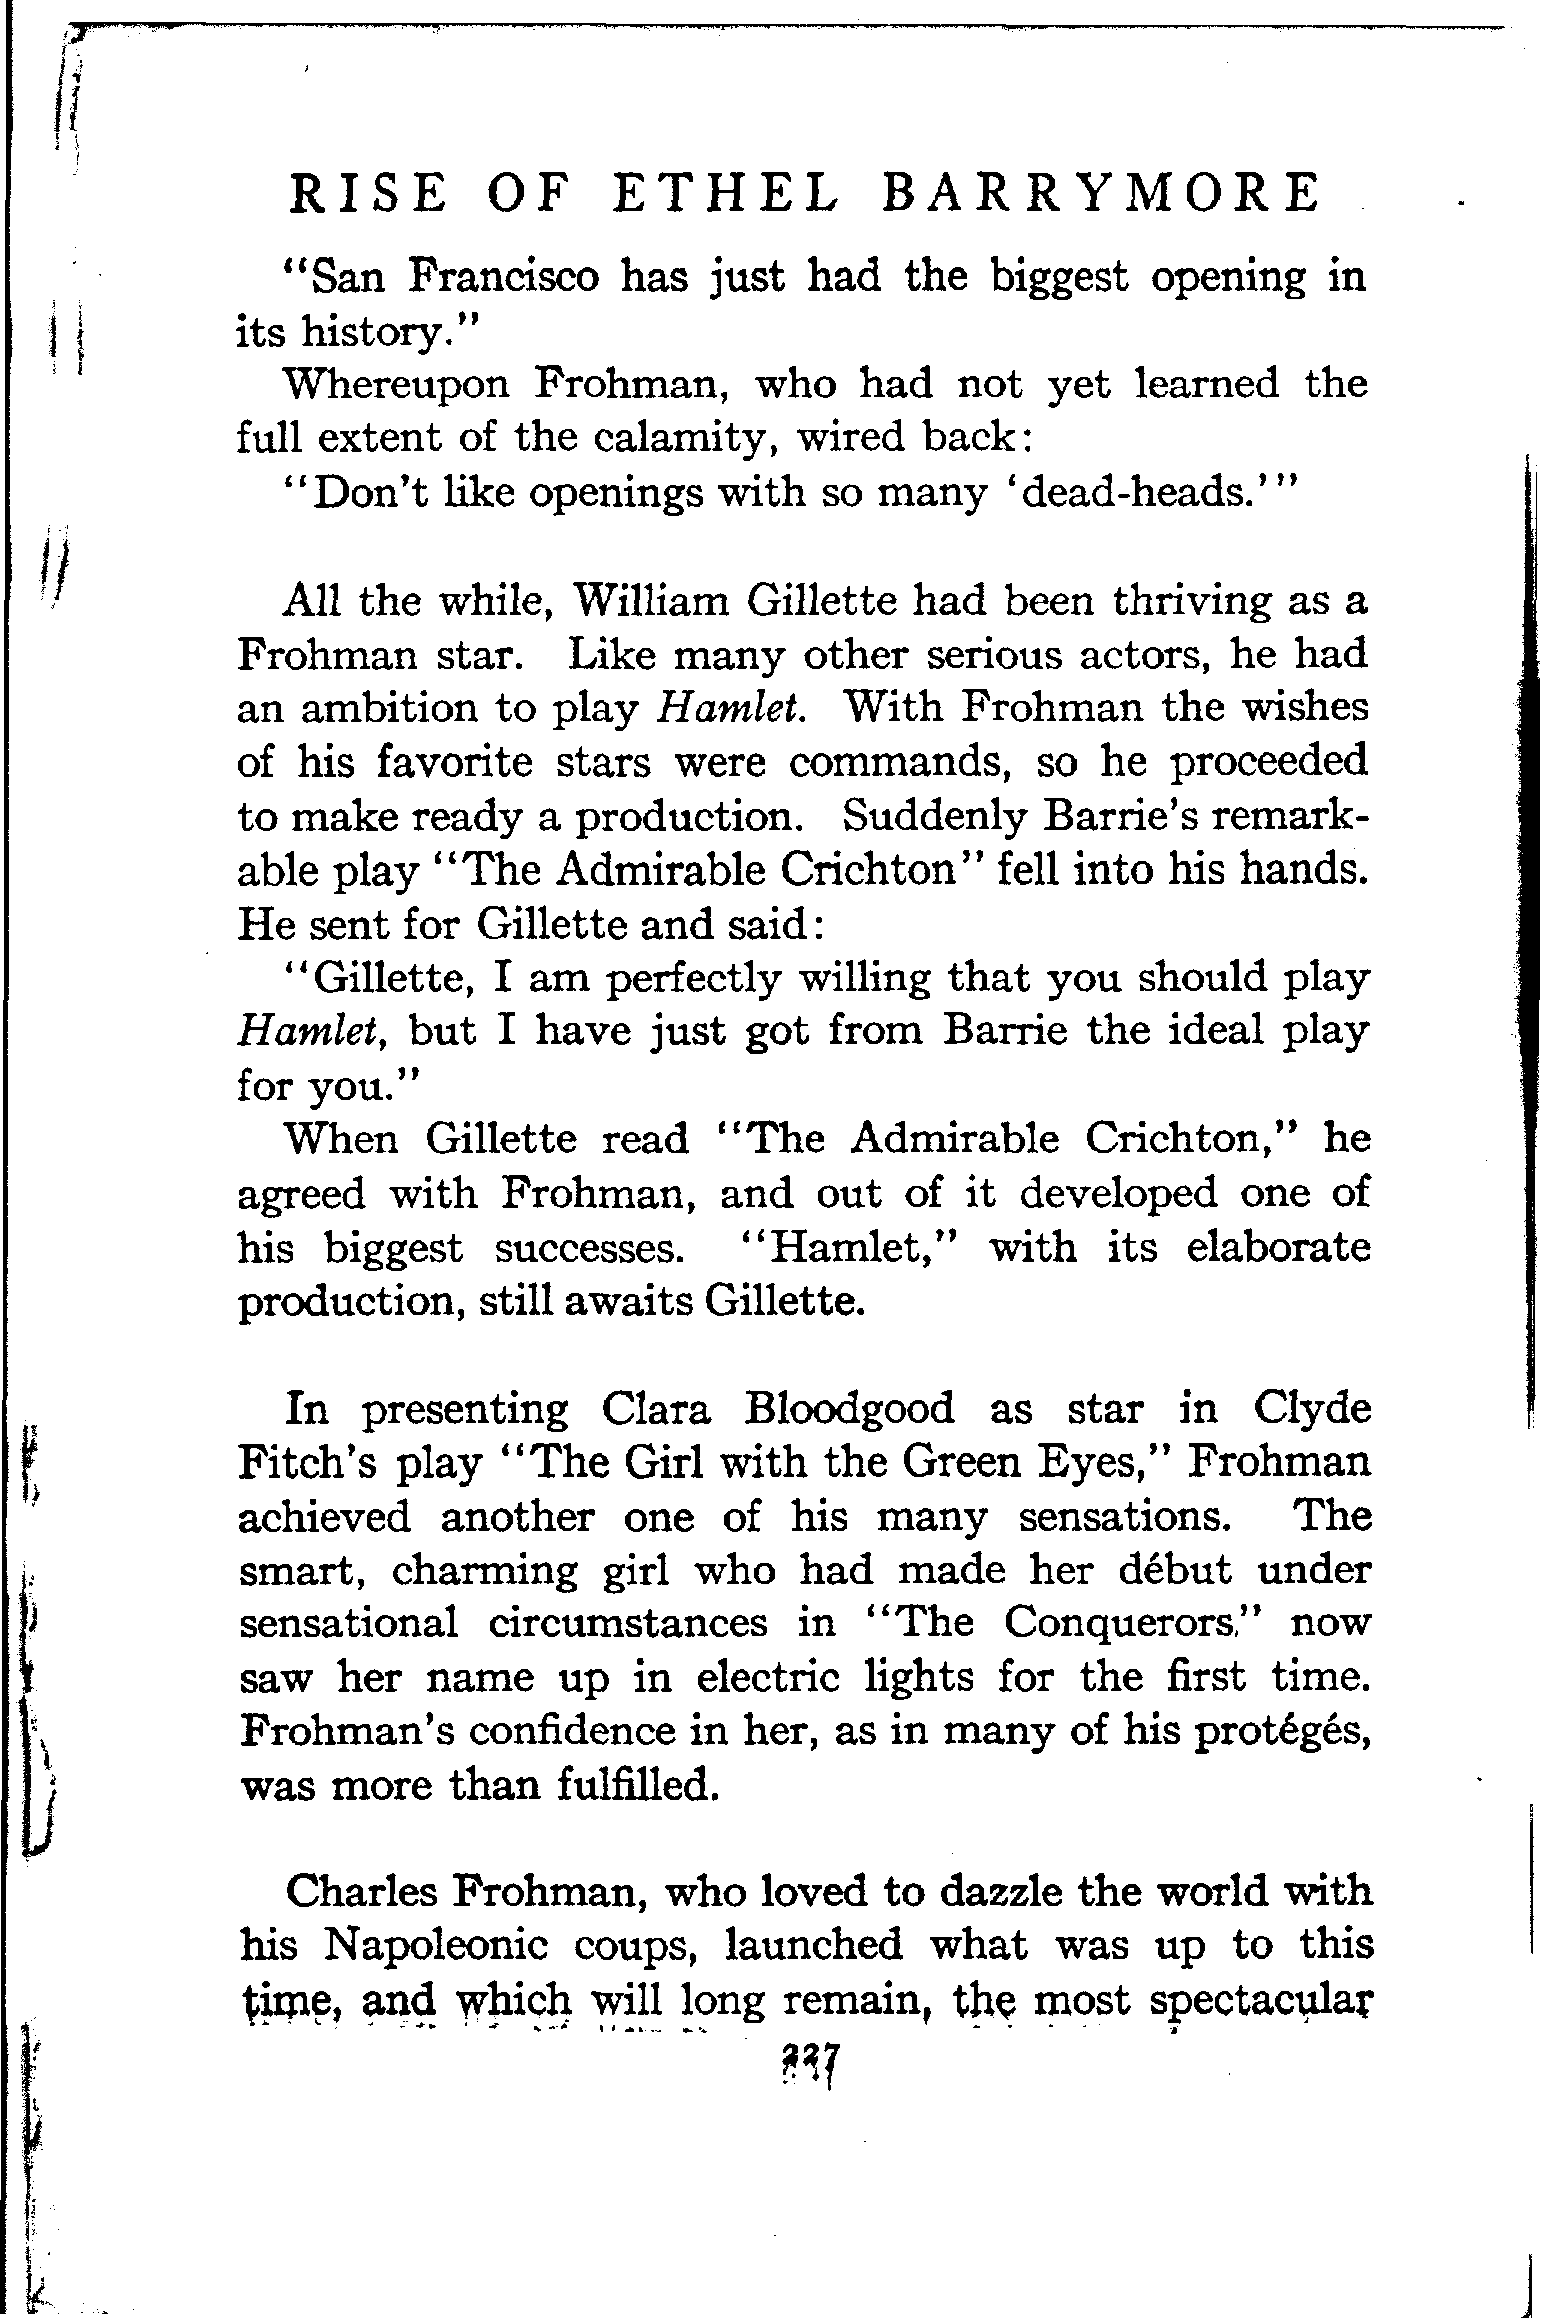 RISE OF ETHEL BARRYMORE
"San Francisco has just had the biggest opening in
its history."
Whereupon Frohman, who had not yet learned the
full extent of the calamity, wired back:
"Don't like openings with so many 'dead-heads.'"
All the while, William Gillette had been thriving as a
Frohman star. Like many other serious actors, he had
an ambition to play Hamlet. With Frohman the wishes
of his favorite stars were commands, so he proceeded
to make ready a production. Suddenly Barrie's remark-
able play "The Admirable Crichton" fell into his hands.
He sent for Gillette and said:
"Gillette, I am perfectly willing that you should play
Hamlet, but I have just got from Barrie the ideal play
for you."
When Gillette read "The Admirable Crichton," he
agreed with Frohman, and out of it developed one of
his biggest successes. "Hamlet," with its elaborate
production, still awaits Gillette.
In presenting Clara Bloodgood as star in Clyde
Fitch's play "The Girl with the Green Eyes," Frohman
achieved another one of his many sensations. The
smart, charming girl who had made her début under
sensational circumstances in "The Conquerors," now
saw her name up in electric lights for the first time.
Frohman's confidence in her, as in many of his protégés,
was more than fulfilled.
Charles Frohman, who loved to dazzle the world with
his Napoleonic coups, launched what was up to this
time, and which will long remain, the most spectacular
227